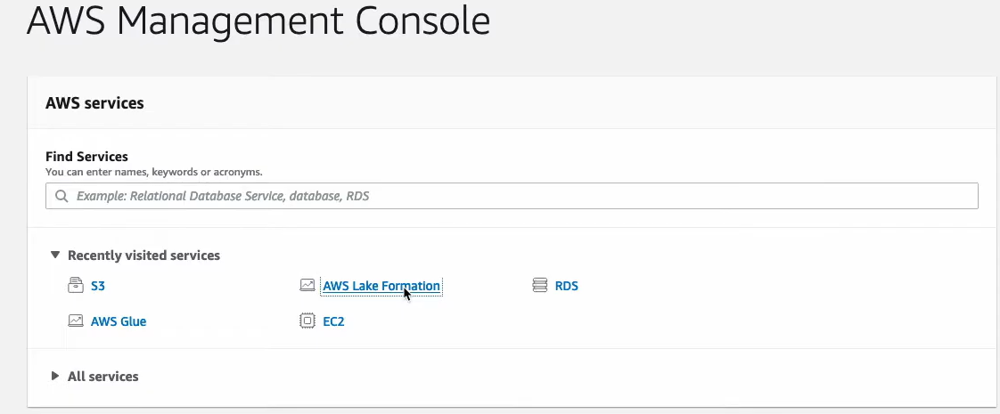 AWS Management Console
AWS services
Find Services
You can enter names, keywords or acronyms.
Example: Relational Database Service, database, RDS
Recently visited services
S3 AWS Lake Formation RDS
AWS Glue EC2
All services